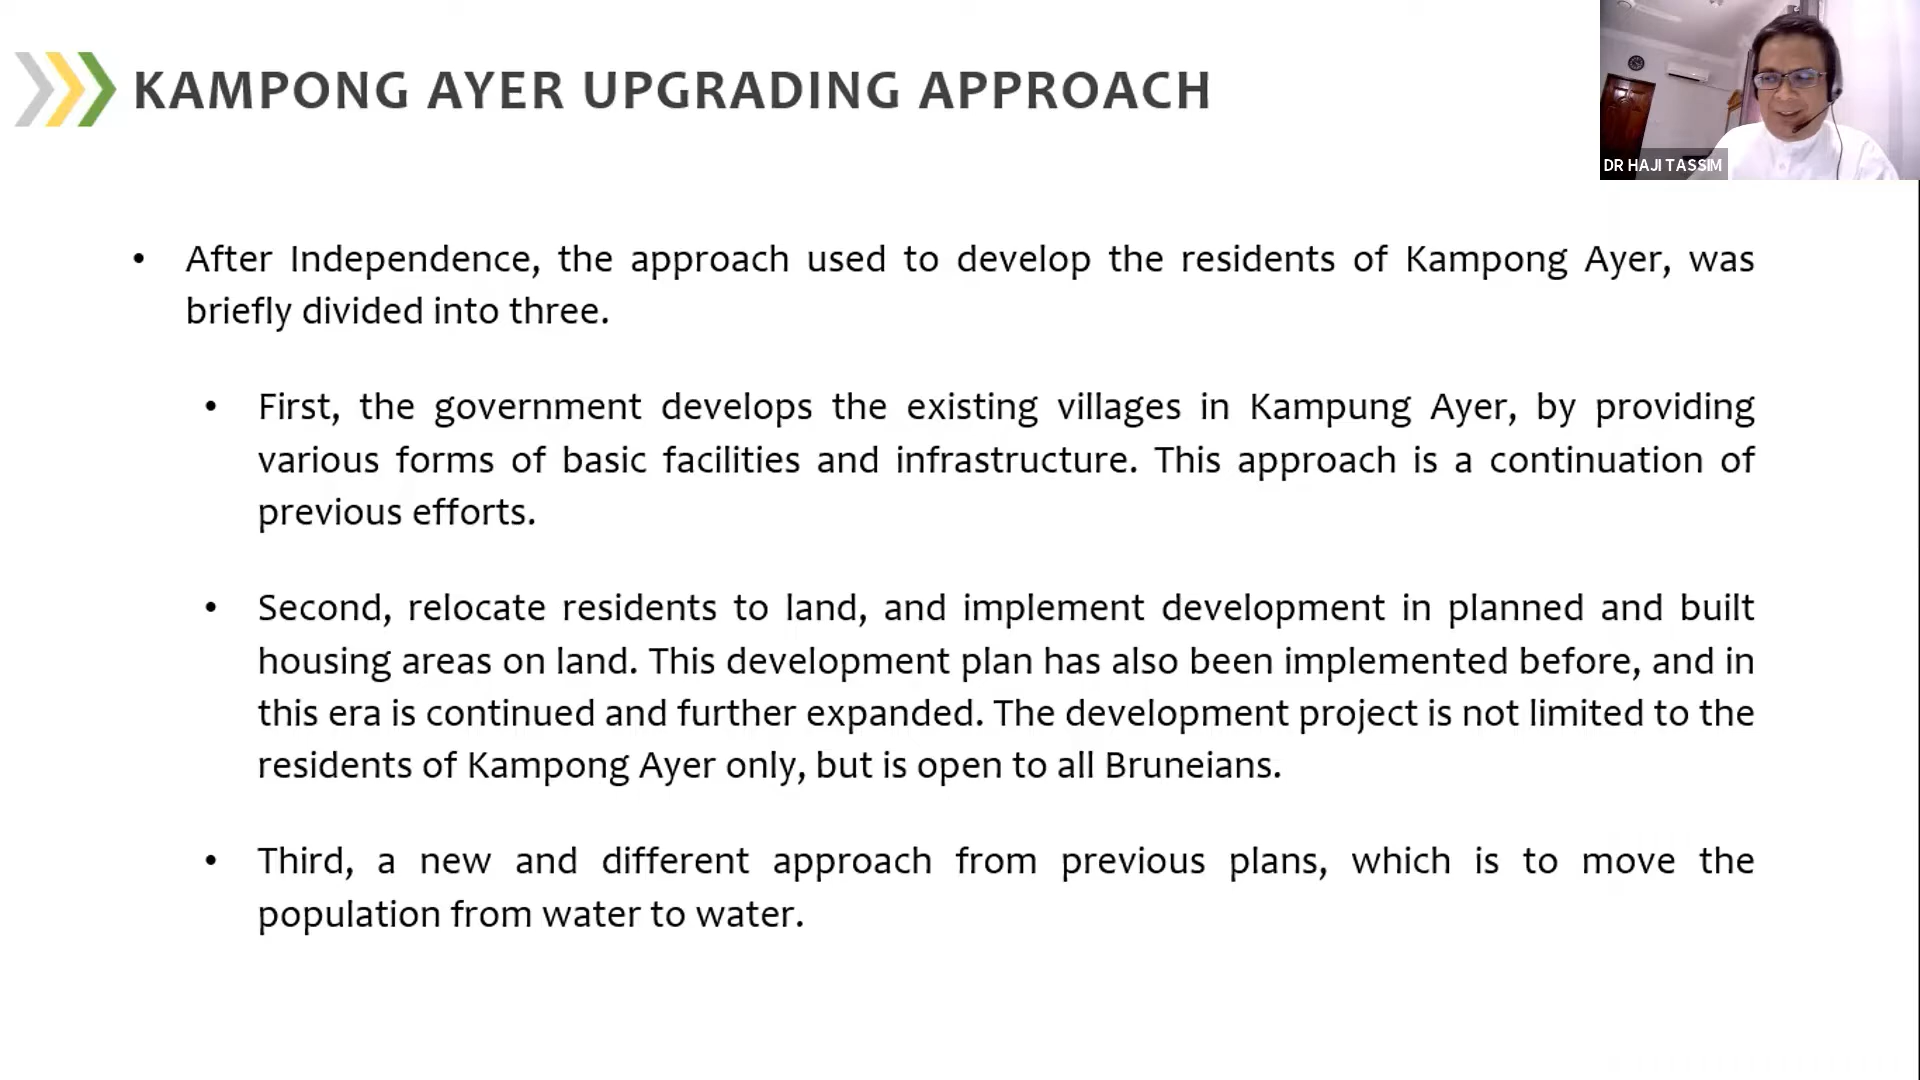 KAMPONG AYER UPGRADING APPROACH
DR HAJI TASSIM
• After Independence, the approach used to develop the residents of Kampong Ayer, was
briefly divided into three.
• First, the government develops the existing villages in Kampung Ayer, by providing
various forms of basic facilities and infrastructure. This approach is a continuation of
previous efforts.
• Second, relocate residents to land, and implement development in planned and built
housing areas on land. This development plan has also been implemented before, and in
this era is continued and further expanded. The development project is not limited to the
residents of Kampong Ayer only, but is open to all Bruneians.
• Third, a new and different approach from previous plans, which is to move the
population from water to water.